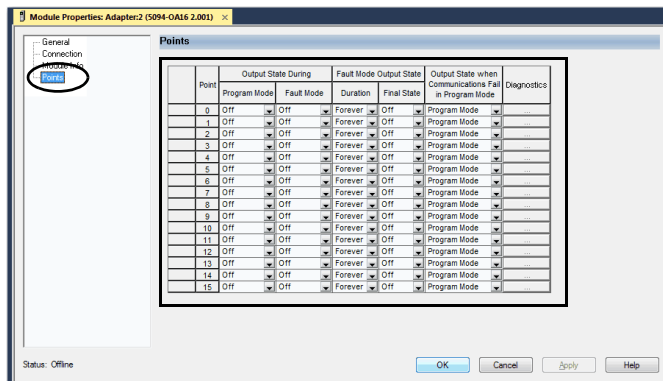 Module Properties: Adapter:2 (5094-OA16 2.001) ×
General
Connection
Module Info
Points
Points
Point Output State During Fault Mode Output State Output State when Communications Fail in Program Mode Diagnostics
Program Mode Fault Mode Duration Final State
0 Off Off Forever Off Program Mode ...
1 Off Off Forever Off Program Mode ...
2 Off Off Forever Off Program Mode ...
3 Off Off Forever Off Program Mode ...
4 Off Off Forever Off Program Mode ...
5 Off Off Forever Off Program Mode ...
6 Off Off Forever Off Program Mode ...
7 Off Off Forever Off Program Mode ...
8 Off Off Forever Off Program Mode ...
9 Off Off Forever Off Program Mode ...
10 Off Off Forever Off Program Mode ...
11 Off Off Forever Off Program Mode ...
12 Off Off Forever Off Program Mode ...
13 Off Off Forever Off Program Mode ...
14 Off Off Forever Off Program Mode ...
15 Off Off Forever Off Program Mode ...
Status: Offline
OK Cancel Apply Help